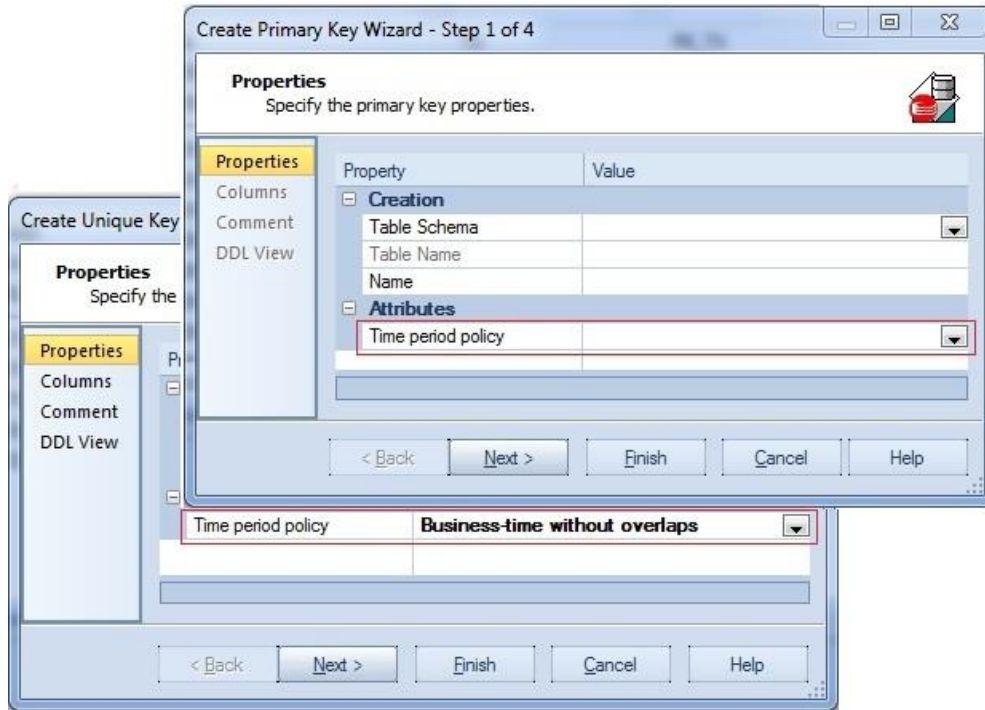 Create Primary Key Wizard - Step 1 of 4
Properties
Specify the primary key properties.
Properties
Columns
Comment
DDL View
Property Value
Creation
Table Schema
Table Name
Name
Attributes
Time period policy
< Back Next > Finish Cancel Help
Create Unique Key
Properties
Specify the
Properties
Columns
Comment
DDL View
Time period policy Business-time without overlaps
< Back Next > Finish Cancel Help